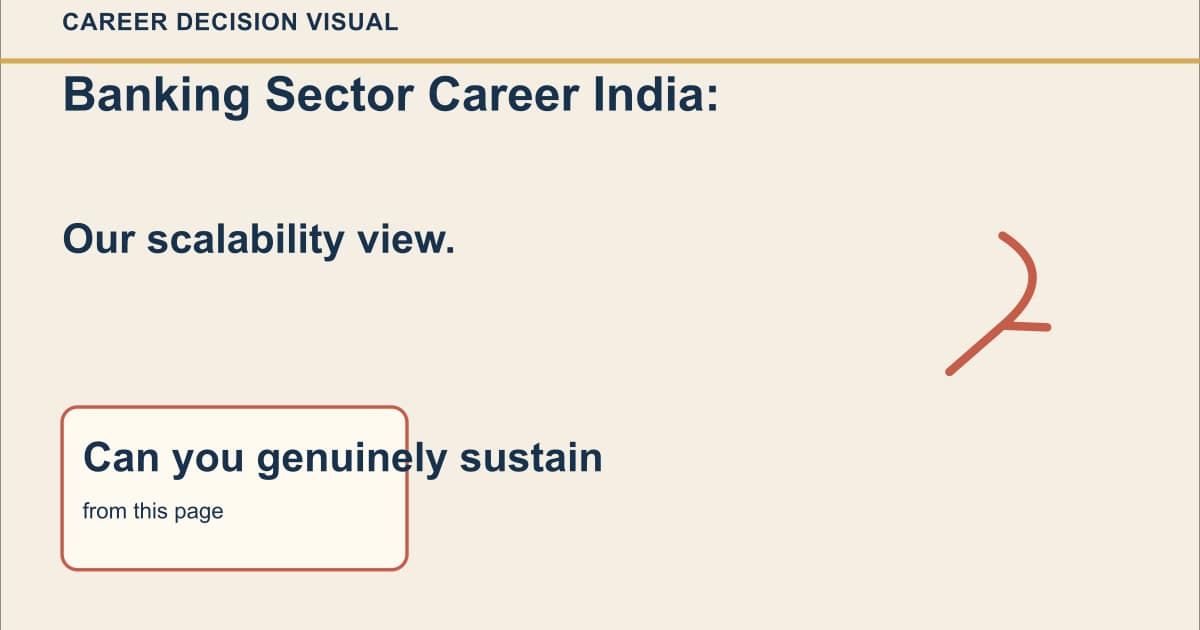 CAREER DECISION VISUAL
Banking Sector Career India:
Our scalability view.
Can you genuinely sustain
from this page